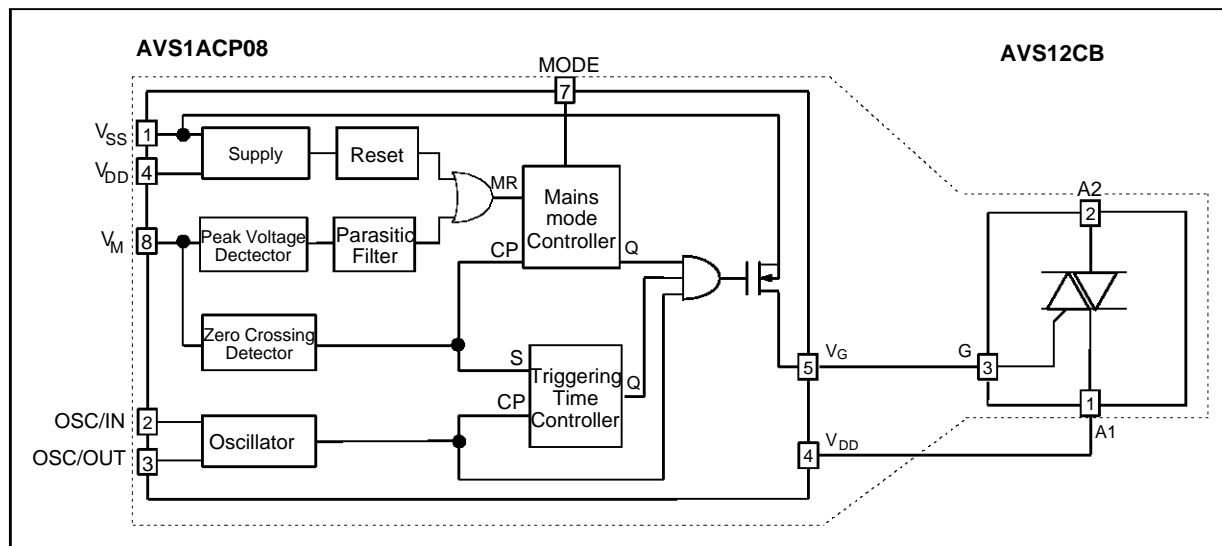 AVS1ACP08
AVS12CB
MODE
7
VSS
1
Supply
Reset
VDD
4
MR
Mains
mode
Controller
A2
2
VM
8
Peak Voltage
Dectector
Parasitic
Filter
CP
Q
Zero Crossing
Detector
S
Triggering
Time
Controller
Q
CP
VG
5
G
3
OSC/IN
2
Oscillator
OSC/OUT
3
VDD
4
1
A1